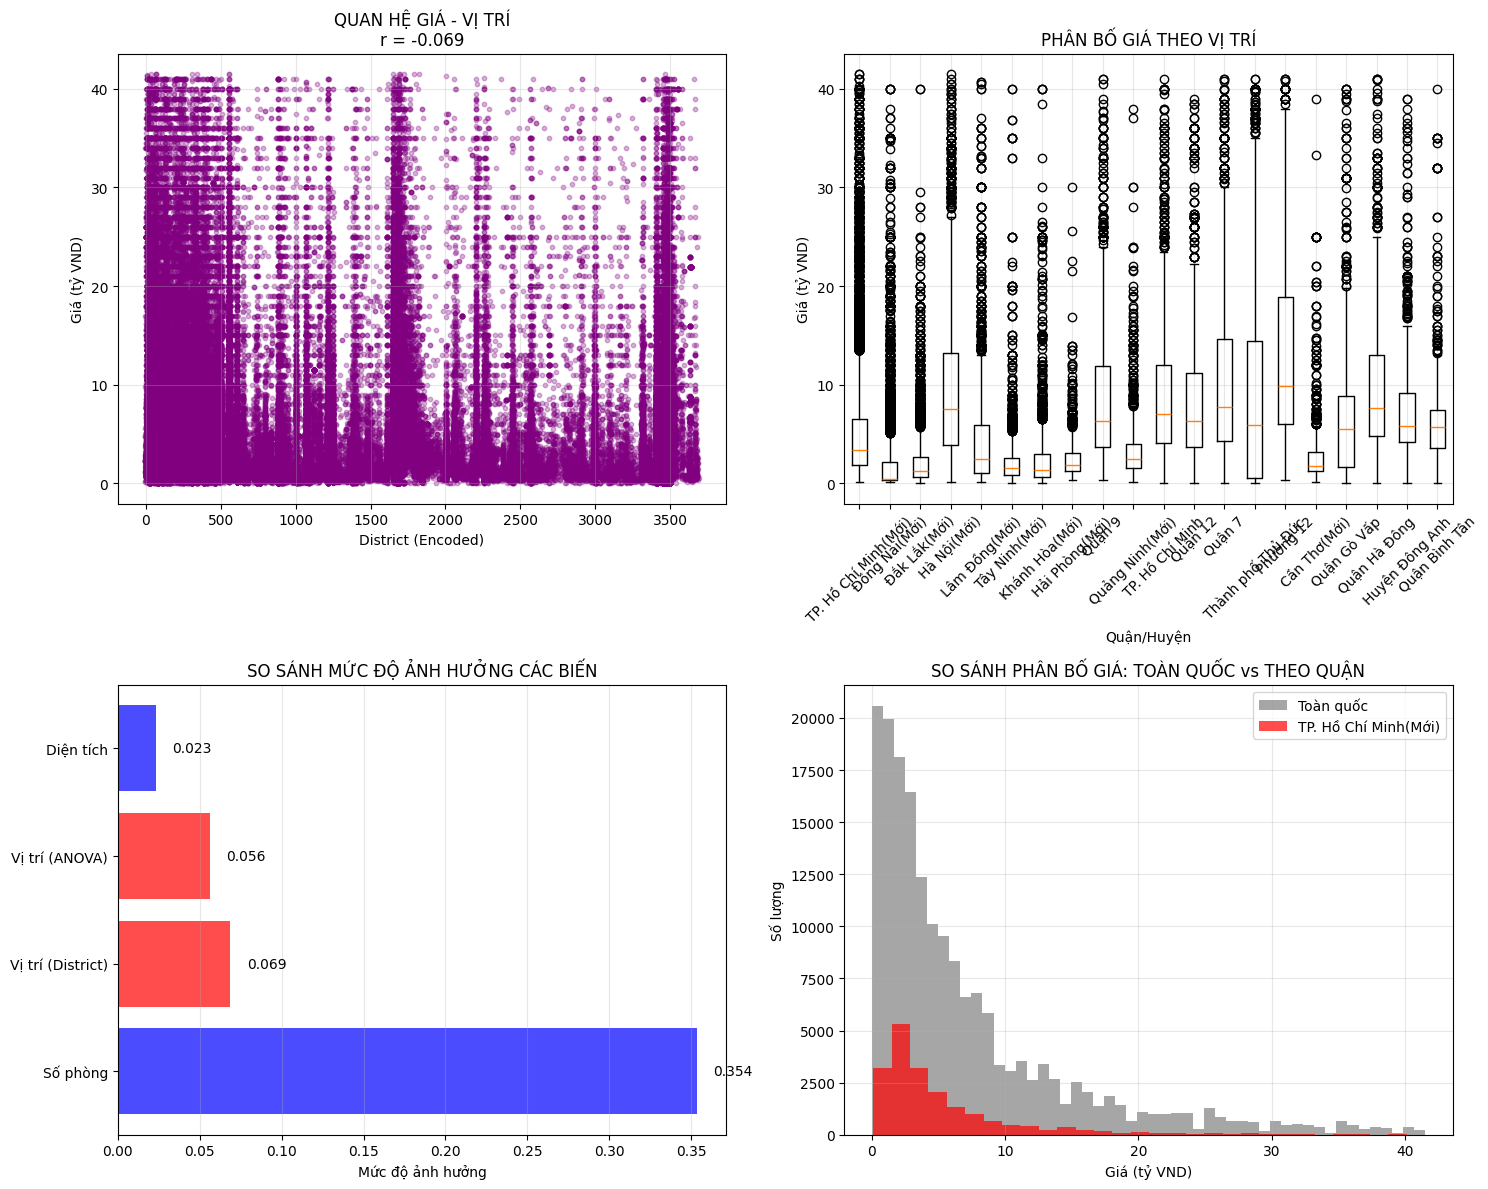 QUAN HỆ GIÁ - VỊ TRÍ
r = -0.069
Giá (tỷ VND)
40
30
20
10
0
0 500 1000 1500 2000 2500 3000 3500
District (Encoded)
PHÂN BỐ GIÁ THEO VỊ TRÍ
Giá (tỷ VND)
40
30
20
10
0
TP. Hồ Chí Minh(Mới)
Đồng Nai(Mới)
Đắk Lắk(Mới)
Hà Nội(Mới)
Lâm Đồng(Mới)
Tây Ninh(Mới)
Khánh Hòa(Mới)
Hải Phòng(Mới)
Quận 9
Quảng Ninh(Mới)
TP. Hồ Chí Minh
Quận 12
Quận 7
Thành phố Thủ Đức
Phường 12
Cần Thơ(Mới)
Quận Gò Vấp
Quận Hà Đông
Huyện Đông Anh
Quận Bình Tân
Quận/Huyện
SO SÁNH MỨC ĐỘ ẢNH HƯỞNG CÁC BIẾN
Diện tích 0.023
Vị trí (ANOVA) 0.056
Vị trí (District) 0.069
Số phòng 0.354
0.00 0.05 0.10 0.15 0.20 0.25 0.30 0.35
Mức độ ảnh hưởng
SO SÁNH PHÂN BỐ GIÁ: TOÀN QUỐC vs THEO QUẬN
Toàn quốc
TP. Hồ Chí Minh(Mới)
Số lượng
20000
17500
15000
12500
10000
7500
5000
2500
0
0 10 20 30 40
Giá (tỷ VND)